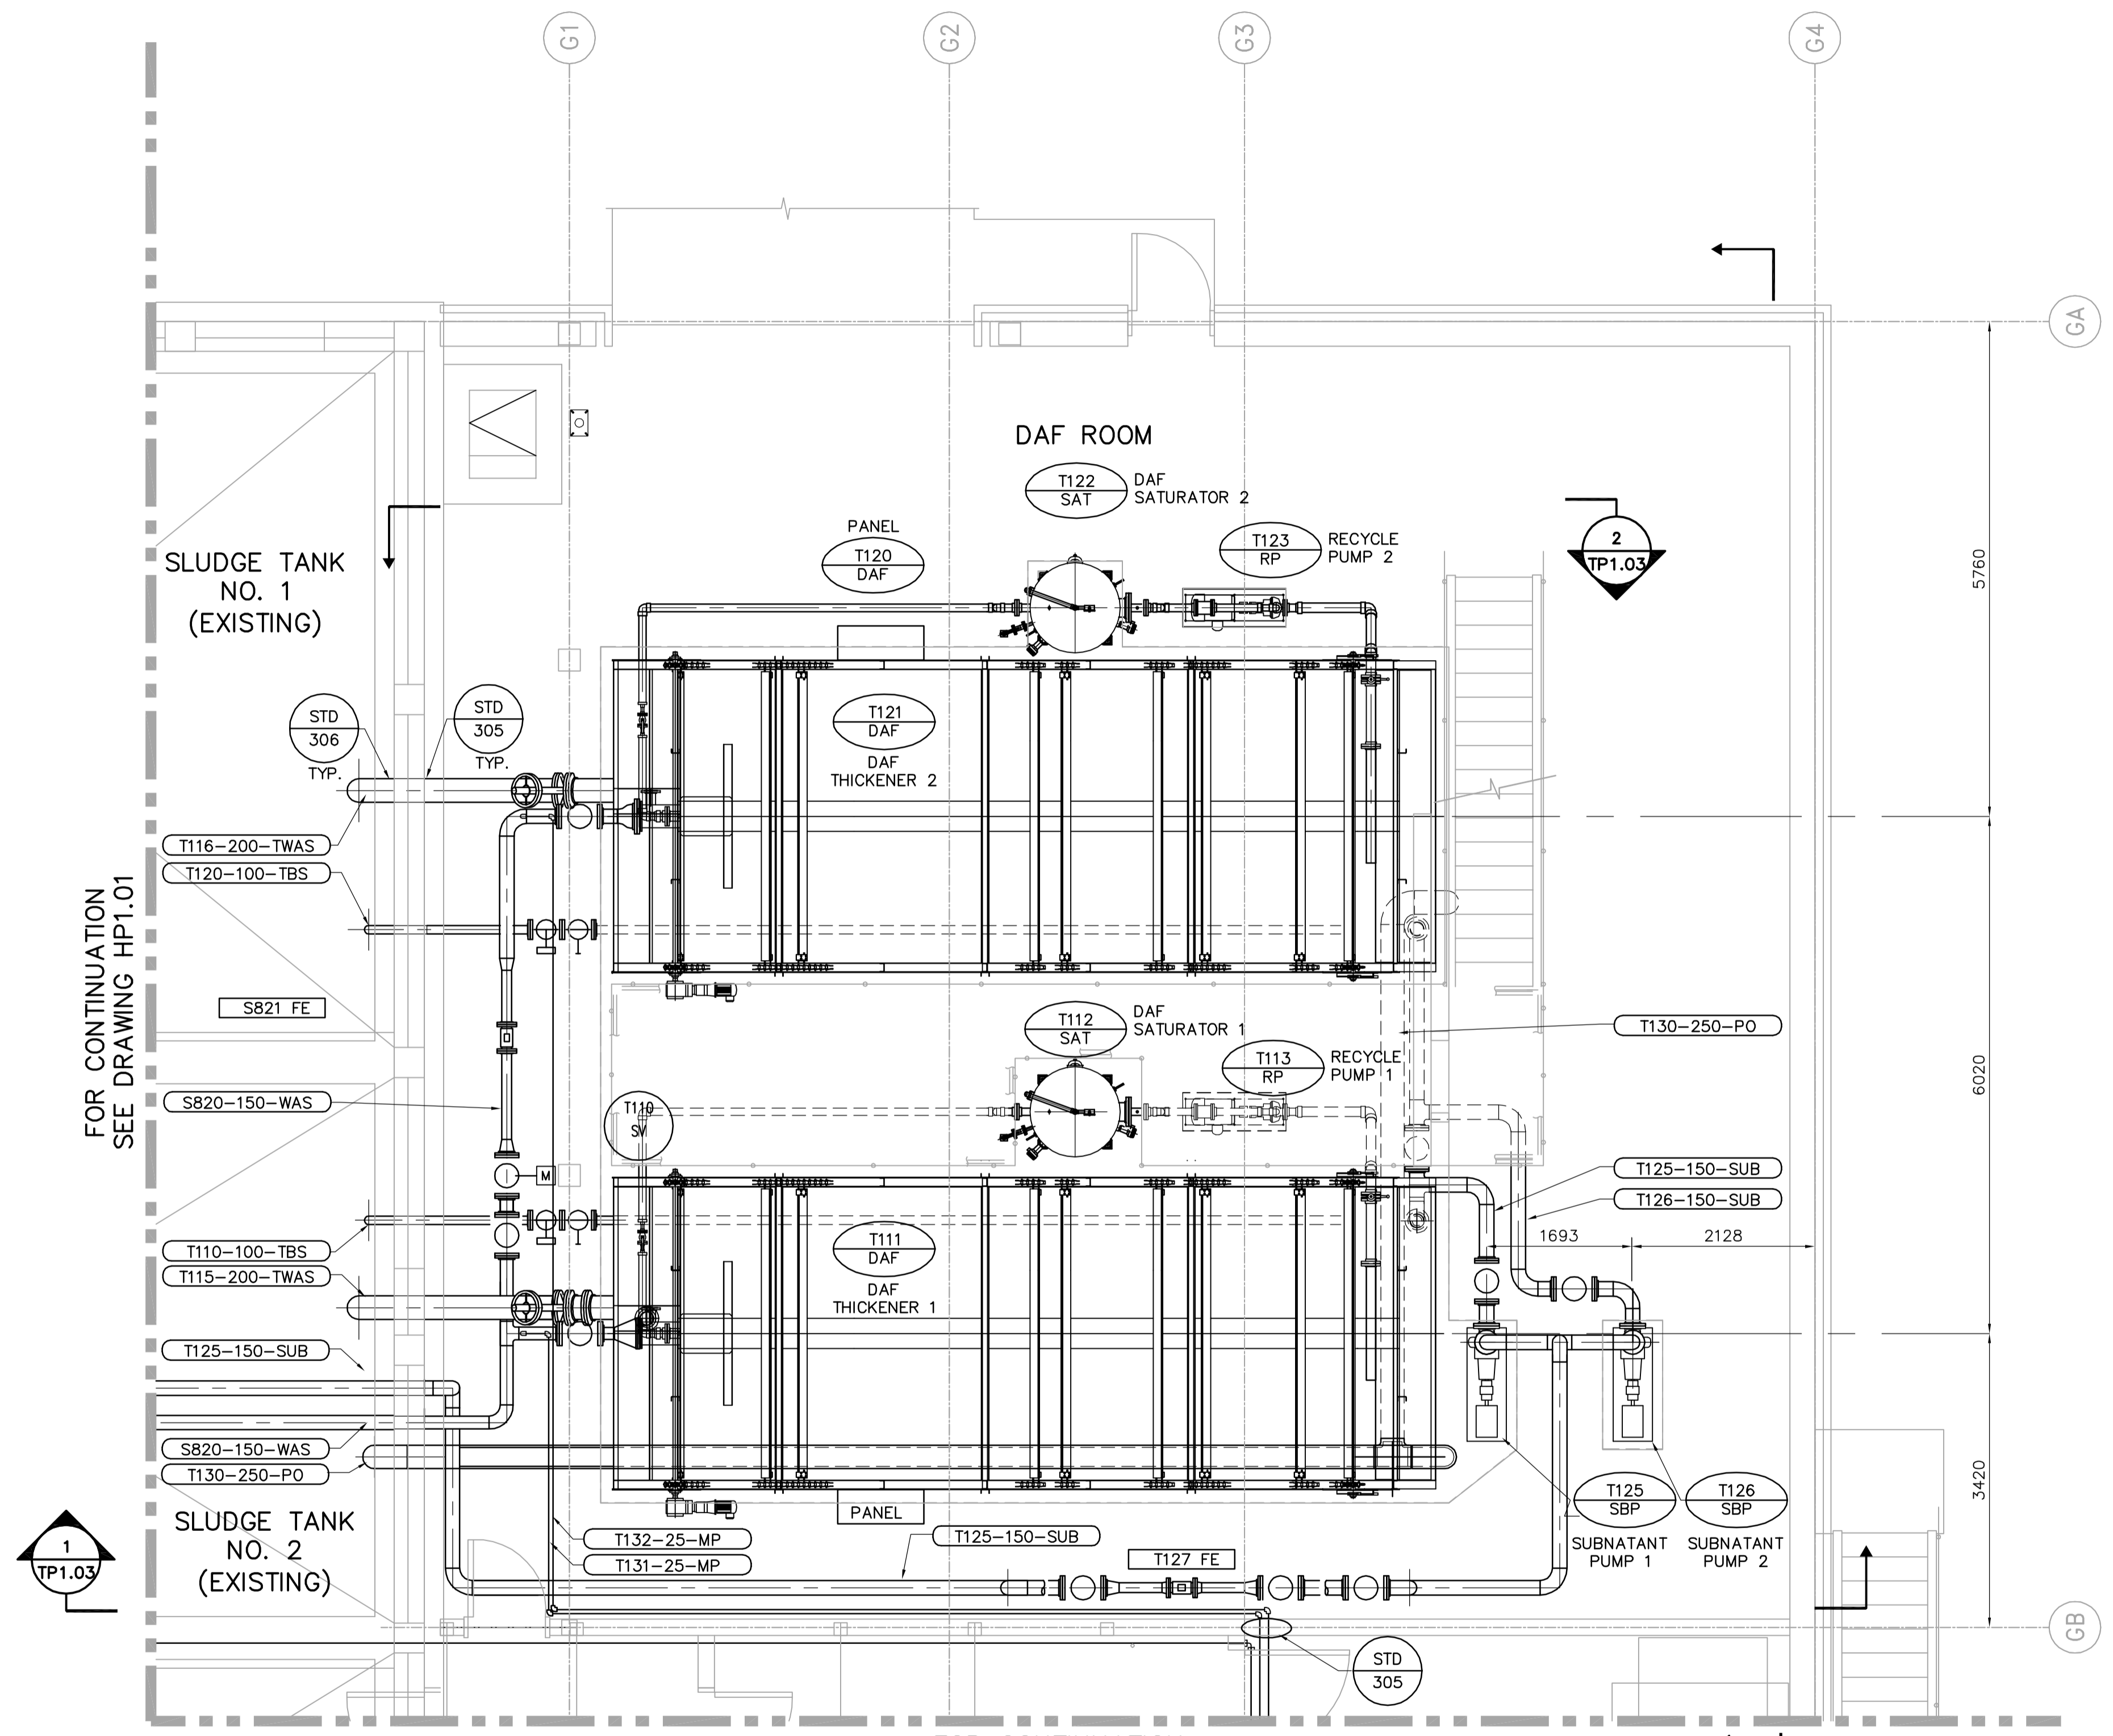 G1
G2
G3
G4
GA
DAF ROOM
T122
SAT
DAF
SATURATOR 2
PANEL
T120
DAF
T123
RP
RECYCLE
PUMP 2
2
TP1.03
5760
SLUDGE TANK
NO. 1
(EXISTING)
STD
306
TYP.
STD
305
TYP.
T121
DAF
DAF
THICKENER 2
T116-200-TWAS
T120-100-TBS
FOR CONTINUATION
SEE DRAWING HP1.01
S821 FE
T112
SAT
DAF
SATURATOR 1
T113
RP
RECYCLE
PUMP 1
T130-250-PO
6020
S820-150-WAS
T110
SV
M
T125-150-SUB
T126-150-SUB
1693
2128
T110-100-TBS
T115-200-TWAS
T111
DAF
DAF
THICKENER 1
T125-150-SUB
S820-150-WAS
T130-250-PO
3420
T125
SBP
SUBNATANT
PUMP 1
T126
SBP
SUBNATANT
PUMP 2
PANEL
SLUDGE TANK
NO. 2
(EXISTING)
1
TP1.03
T132-25-MP
T131-25-MP
T125-150-SUB
T127 FE
GB
STD
305